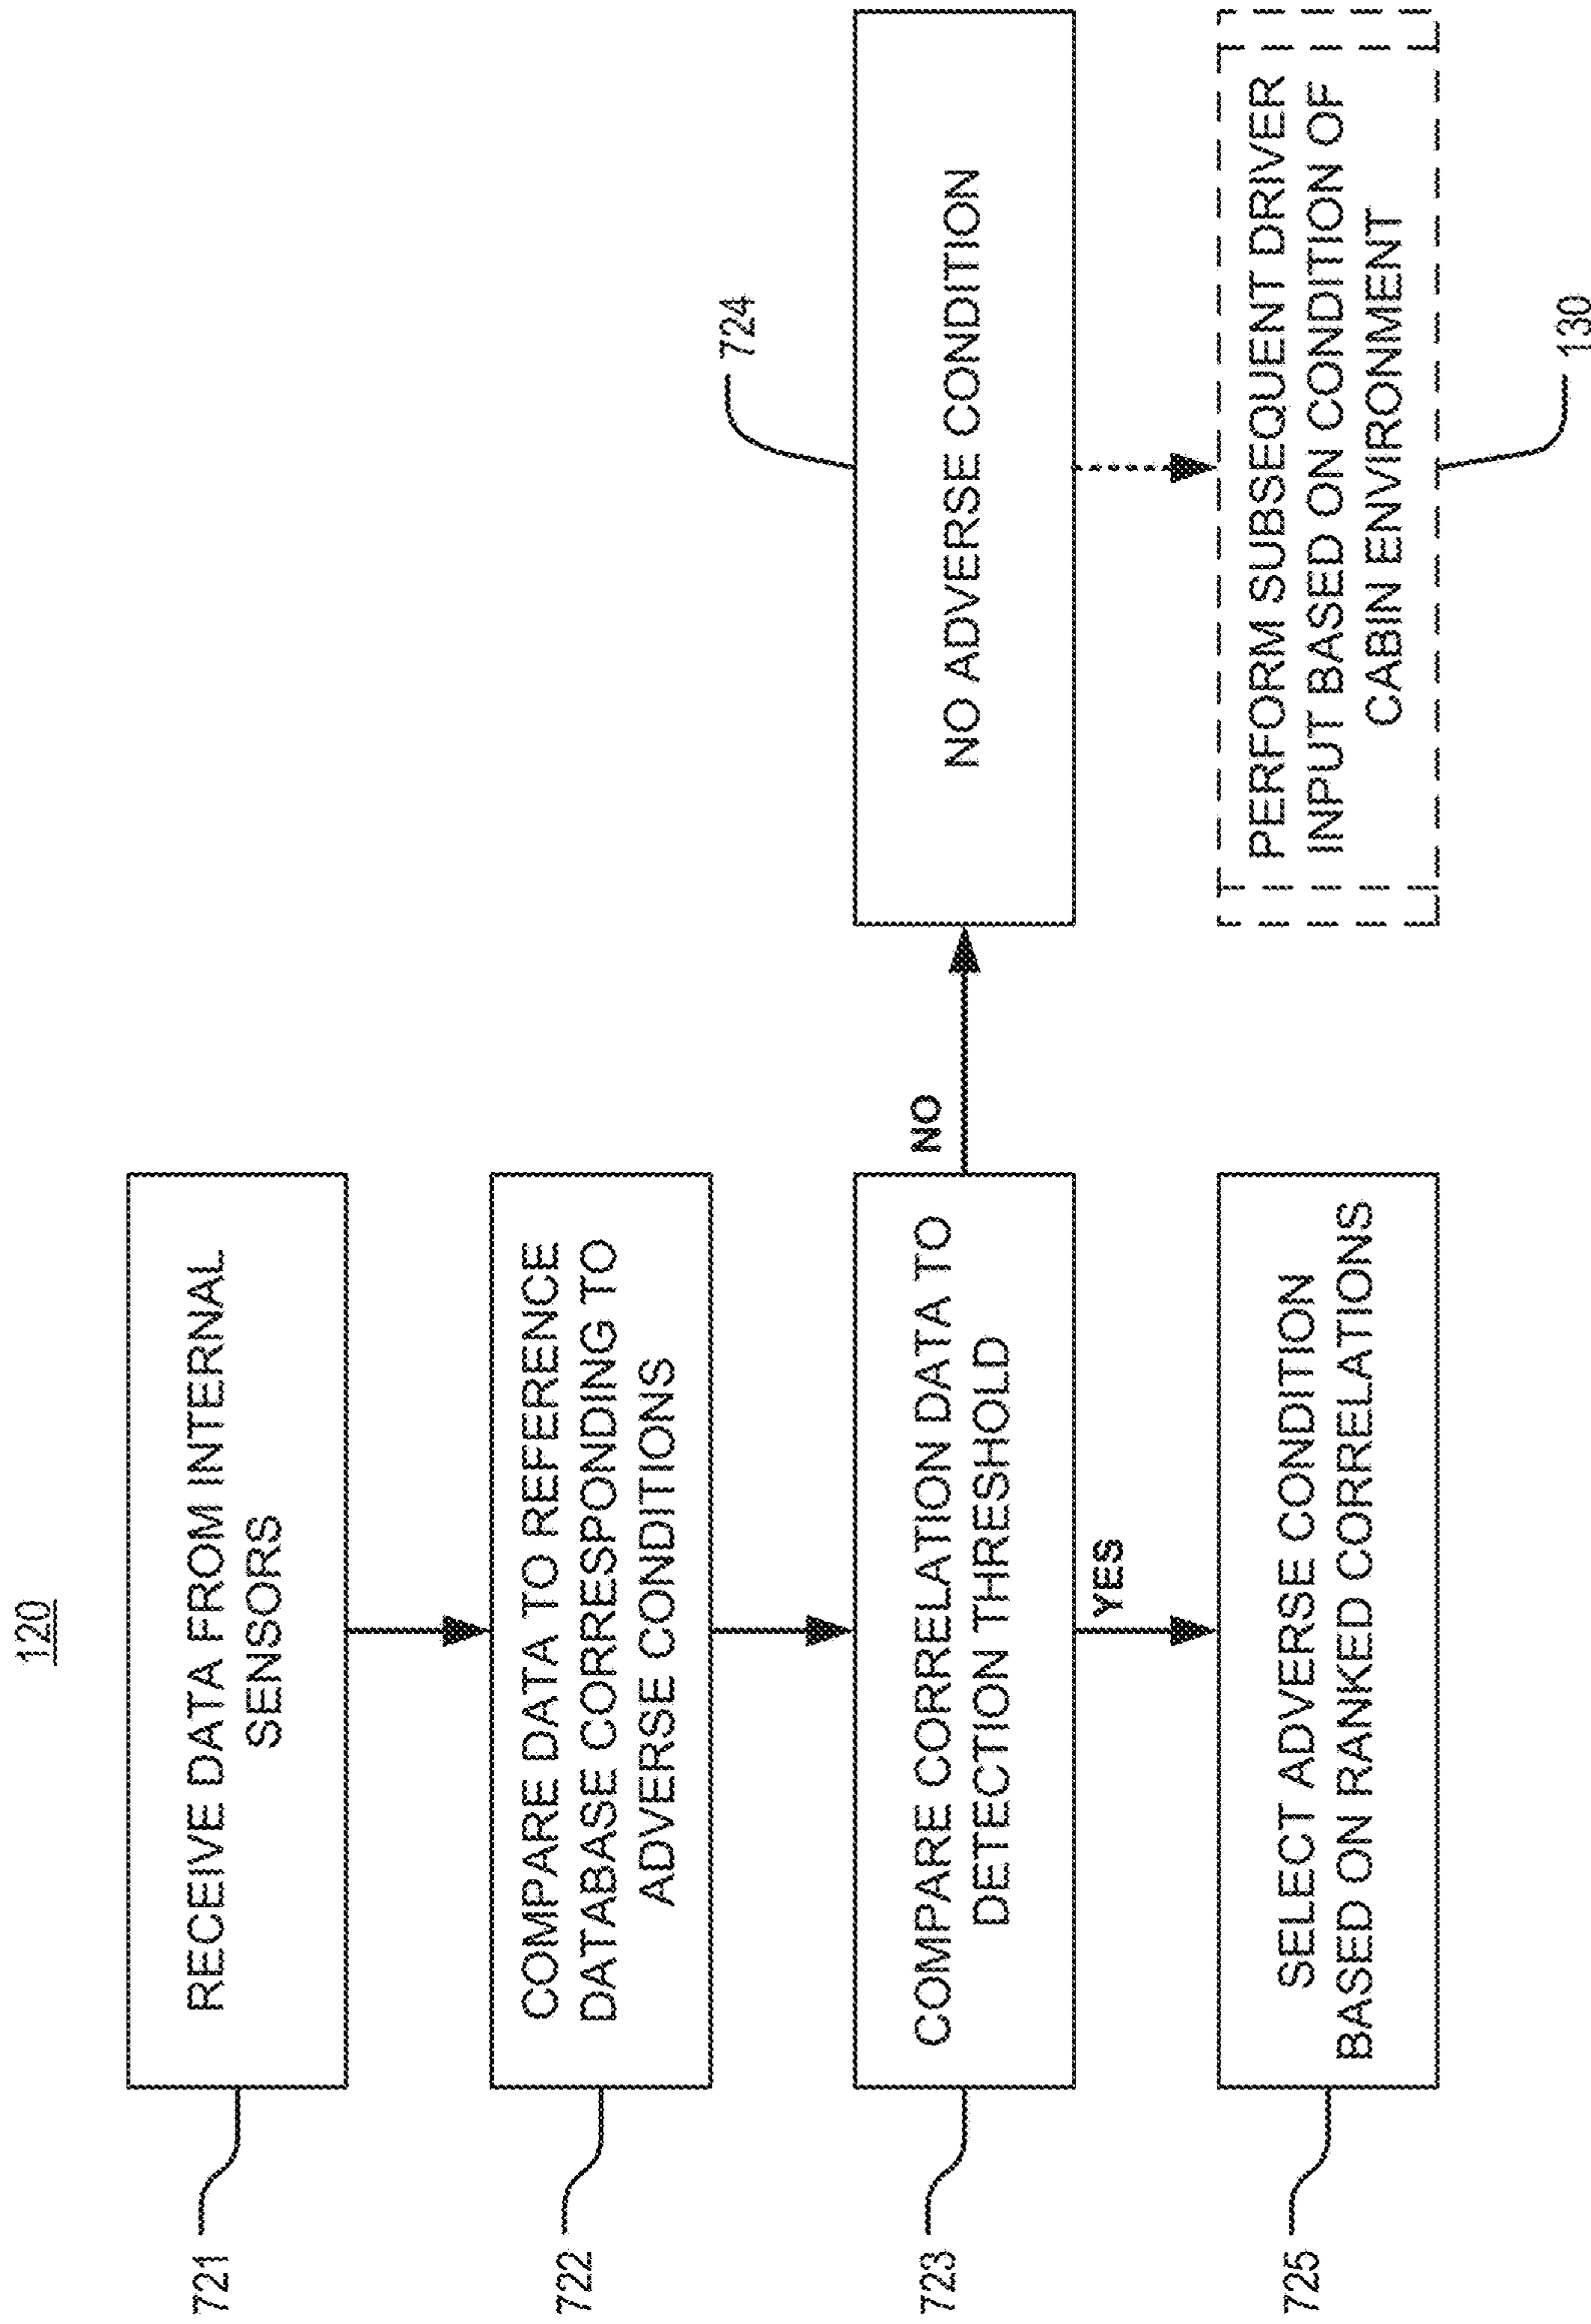 120
721
RECEIVE DATA FROM INTERNAL
SENSORS
722
COMPARE DATA TO REFERENCE
DATABASE CORRESPONDING TO
ADVERSE CONDITIONS
723
COMPARE CORRELATION DATA TO
DETECTION THRESHOLD
NO
724
NO ADVERSE CONDITION
YES
725
SELECT ADVERSE CONDITION
BASED ON RANKED CORRELATIONS
PERFORM SUBSEQUENT DRIVER
INPUT BASED ON CONDITION OF
CABIN ENVIRONMENT
130